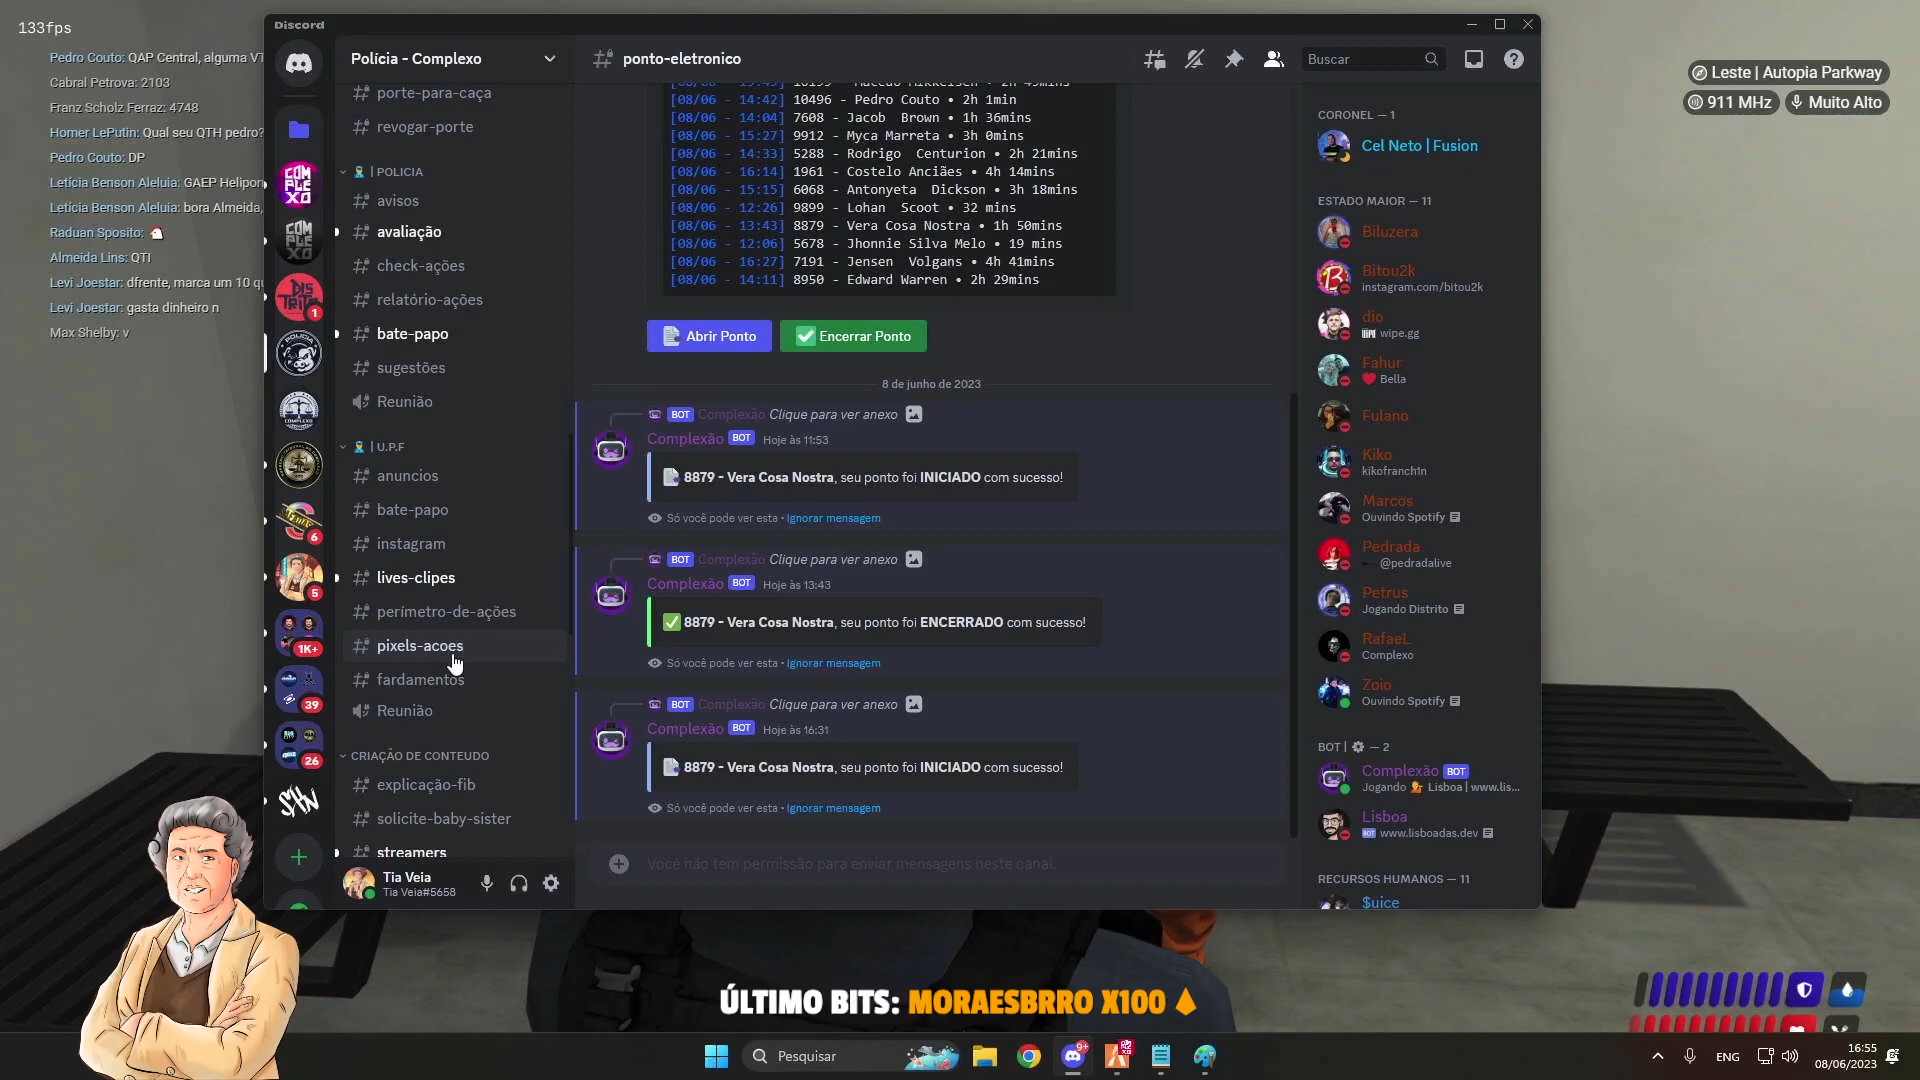 133fps
Pedro Couto: QAP Central, alguma VT
Cabral Petrova: 2103
Franz Scholz Ferraz: 4748
Homer LePutin: Qual seu QTH pedro?
Pedro Couto: DP
Letícia Benson Aleluia: GAEP Helipon
Letícia Benson Aleluia: bora Almeida,
Raduan Sposito: 🐔
Almeida Lins: QTI
Levi Joestar: dfrente, marca um 10 qu
Levi Joestar: gasta dinheiro n
Max Shelby: v
Discord
1
6
5
1K+
39
26
Polícia - Complexo
porte-para-caça
revogar-porte
| POLICIA
avisos
avaliação
check-ações
relatório-ações
bate-papo
sugestões
Reunião
| U.P.F
anuncios
bate-papo
instagram
lives-clipes
perímetro-de-ações
pixels-acoes
fardamentos
Reunião
CRIAÇÃO DE CONTEUDO
explicação-fib
solicite-baby-sister
streamers
Tia Veia
Tia Veia#5658
ponto-eletronico
Buscar
[08/06 - 14:42] 10496 - Pedro Couto • 2h 1min
[08/06 - 14:04] 7608 - Jacob Brown • 1h 36mins
[08/06 - 15:27] 9912 - Myca Marreta • 3h 0mins
[08/06 - 14:33] 5288 - Rodrigo Centurion • 2h 21mins
[08/06 - 16:14] 1961 - Costelo Anciães • 4h 14mins
[08/06 - 15:15] 6068 - Antonyeta Dickson • 3h 18mins
[08/06 - 12:26] 9899 - Lohan Scoot • 32 mins
[08/06 - 13:43] 8879 - Vera Cosa Nostra • 1h 50mins
[08/06 - 12:06] 5678 - Jhonnie Silva Melo • 19 mins
[08/06 - 16:27] 7191 - Jensen Volgans • 4h 41mins
[08/06 - 14:11] 8950 - Edward Warren • 2h 29mins
Abrir Ponto
Encerrar Ponto
8 de junho de 2023
BOT Complexão Clique para ver anexo
Complexão BOT Hoje às 11:53
8879 - Vera Cosa Nostra, seu ponto foi INICIADO com sucesso!
Só você pode ver esta • Ignorar mensagem
BOT Complexão Clique para ver anexo
Complexão BOT Hoje às 13:43
8879 - Vera Cosa Nostra, seu ponto foi ENCERRADO com sucesso!
Só você pode ver esta • Ignorar mensagem
BOT Complexão Clique para ver anexo
Complexão BOT Hoje às 16:31
8879 - Vera Cosa Nostra, seu ponto foi INICIADO com sucesso!
Só você pode ver esta • Ignorar mensagem
Você não tem permissão para enviar mensagens neste canal.
CORONEL — 1
Cel Neto | Fusion
ESTADO MAIOR — 11
Biluzera
Bitou2k
instagram.com/bitou2k
dio
wipe.gg
Fahur
Bella
Fulano
Kiko
kikofranch1n
Marcos
Ouvindo Spotify
Pedrada
@pedradalive
Petrus
Jogando Distrito
RafaeL
Complexo
Zoio
Ouvindo Spotify
BOT | ⚙ — 2
Complexão BOT
Jogando Lisboa | www.lis...
Lisboa
www.lisboadas.dev
RECURSOS HUMANOS — 11
$uice
Leste | Autopia Parkway
911 MHz
Muito Alto
ÚLTIMO BITS: MORAESBRRO X100
Pesquisar
9+
ENG
16:55
08/06/2023